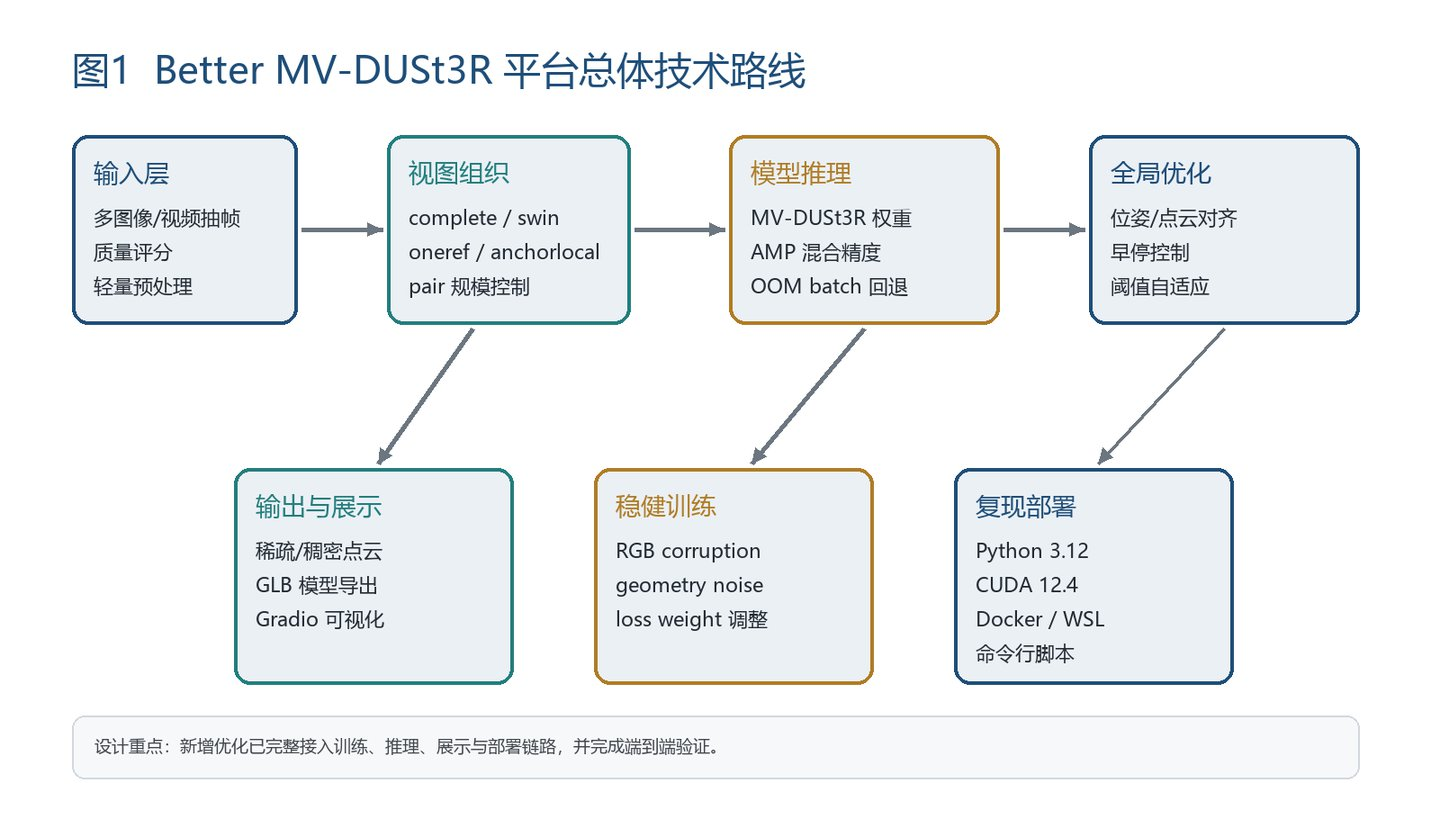 图1 Better MV-DUSt3R 平台总体技术路线
输入层
多图像/视频抽帧
质量评分
轻量预处理
视图组织
complete / swin
oneref / anchorlocal
pair 规模控制
模型推理
MV-DUSt3R 权重
AMP 混合精度
OOM batch 回退
全局优化
位姿/点云对齐
早停控制
阈值自适应
输出与展示
稀疏/稠密点云
GLB 模型导出
Gradio 可视化
稳健训练
RGB corruption
geometry noise
loss weight 调整
复现部署
Python 3.12
CUDA 12.4
Docker / WSL
命令行脚本
设计重点：新增优化已完整接入训练、推理、展示与部署链路，并完成端到端验证。